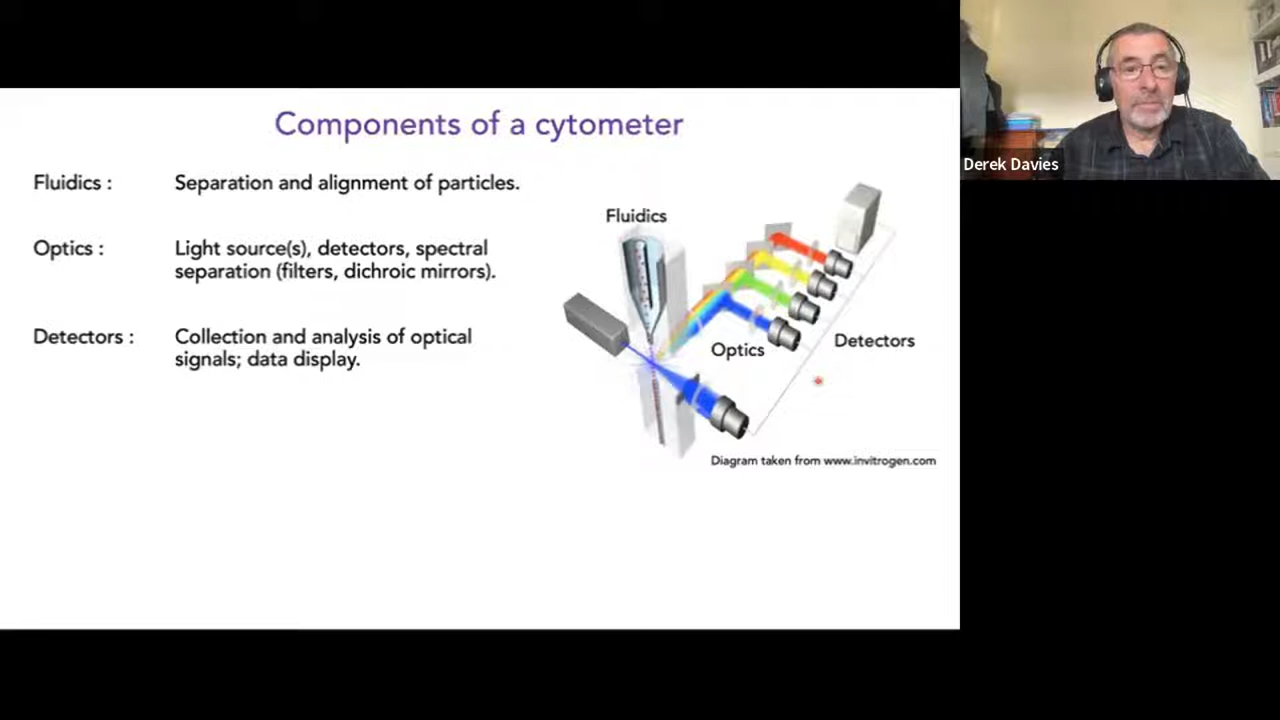 Components of a cytometer
Fluidics :
Separation and alignment of particles.
Optics :
Light source(s), detectors, spectral
separation (filters, dichroic mirrors).
Detectors :
Collection and analysis of optical
signals; data display.
Fluidics
Optics
Detectors
Diagram taken from www.invitrogen.com
Derek Davies